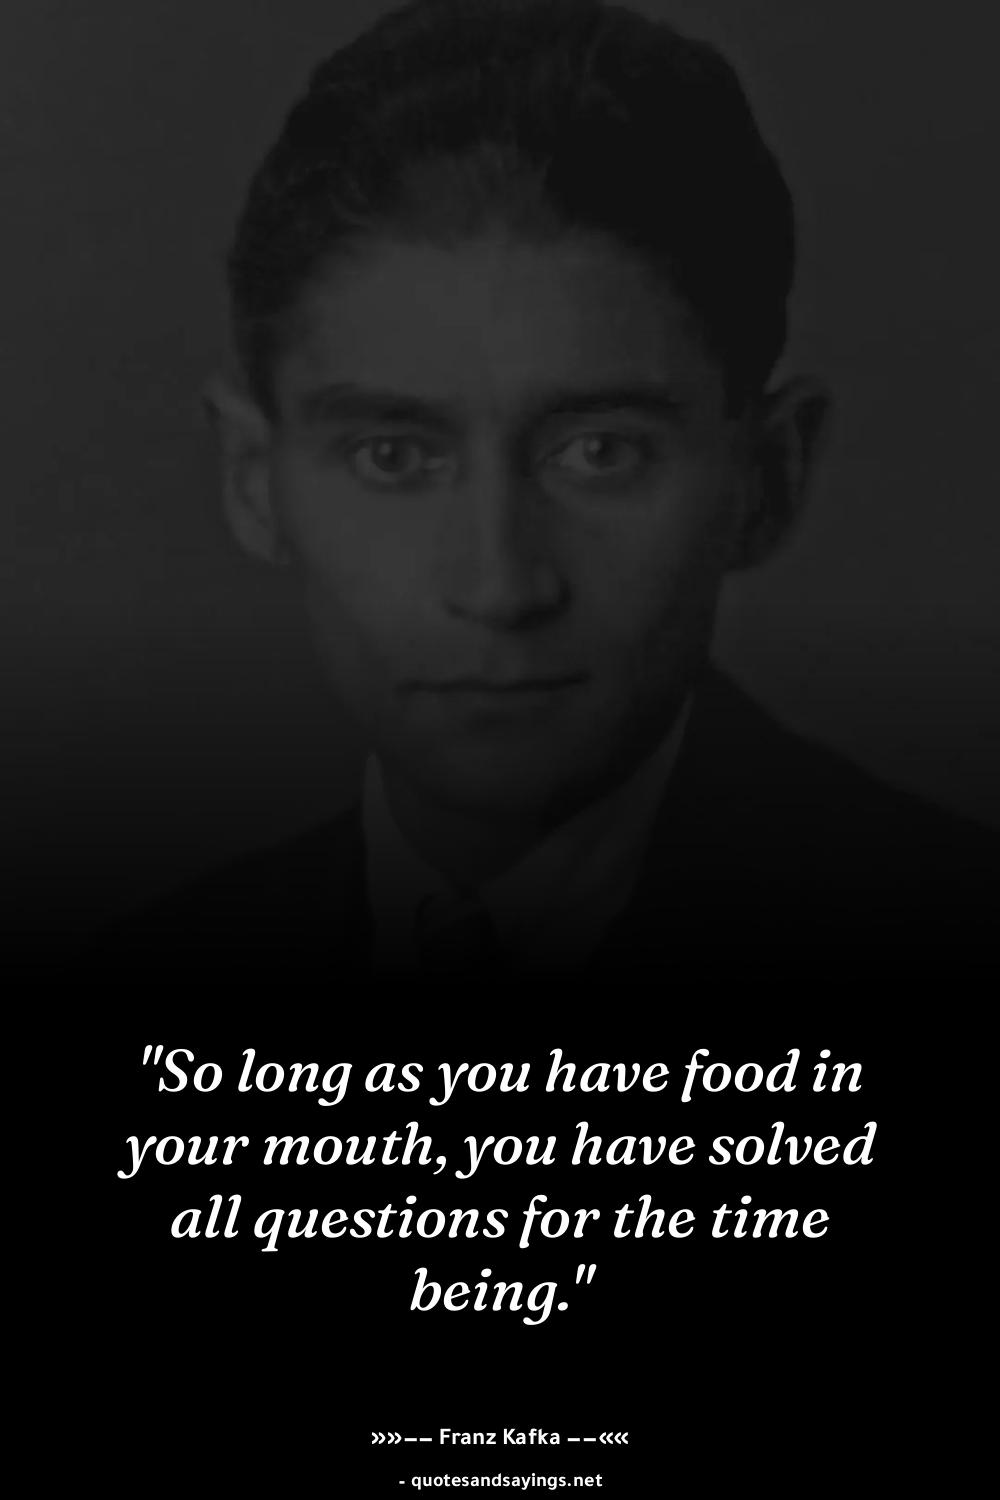 "So long as you have food in
your mouth, you have solved
all questions for the time
being."
»»–– Franz Kafka ––««
- quotesandsayings.net